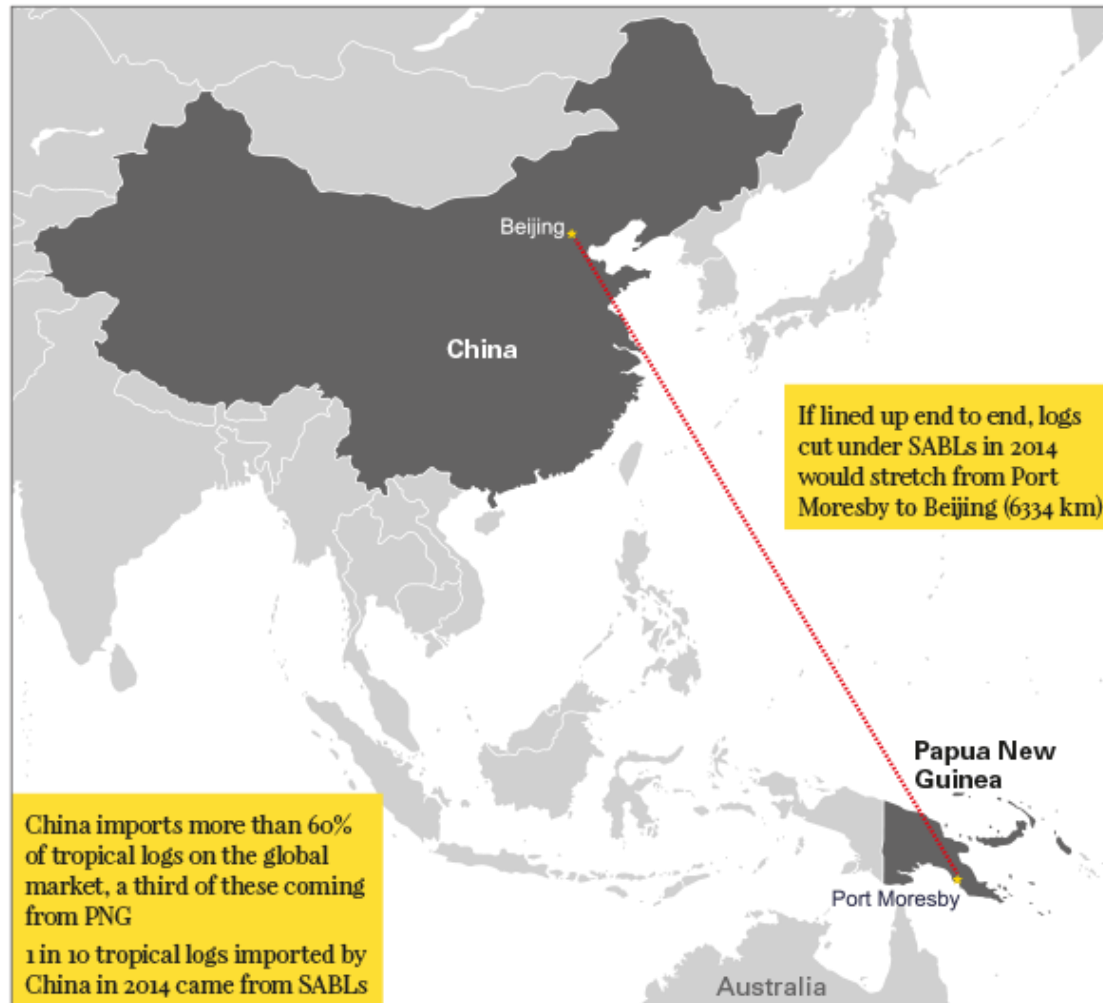 Beijing
China
If lined up end to end, logs
cut under SABLs in 2014
would stretch from Port
Moresby to Beijing (6334 km)
Papua New
Guinea
Port Moresby
Australia
China imports more than 60%
of tropical logs on the global
market, a third of these coming
from PNG
1 in 10 tropical logs imported by
China in 2014 came from SABLs